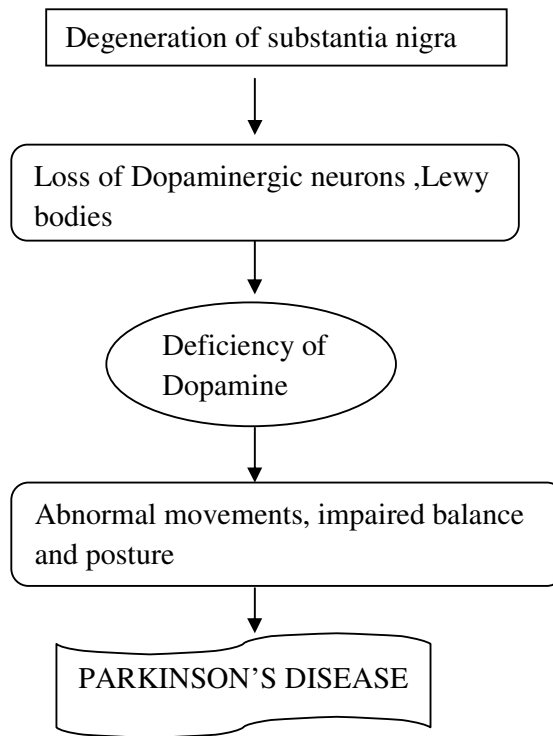 Degeneration of substantia nigra
Loss of Dopaminergic neurons ,Lewy
bodies
Deficiency of
Dopamine
Abnormal movements, impaired balance
and posture
PARKINSON’S DISEASE